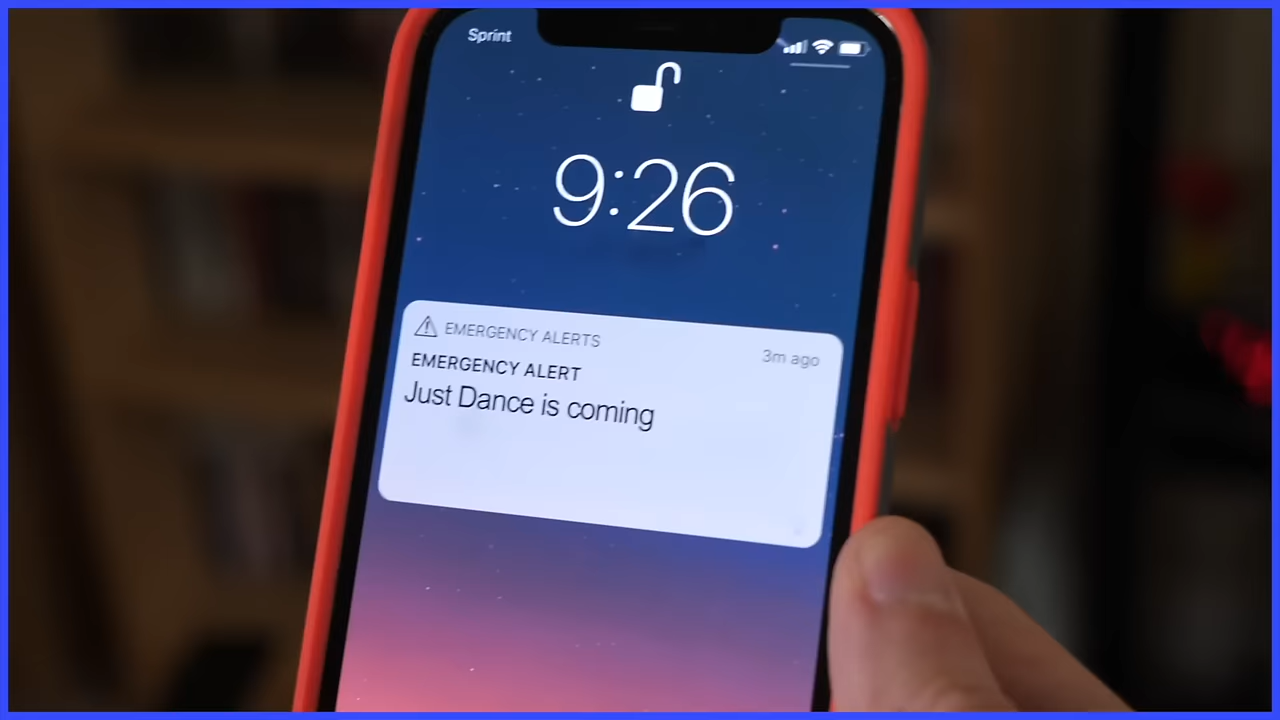 Sprint
9:26
EMERGENCY ALERTS
3m ago
EMERGENCY ALERT
Just Dance is coming